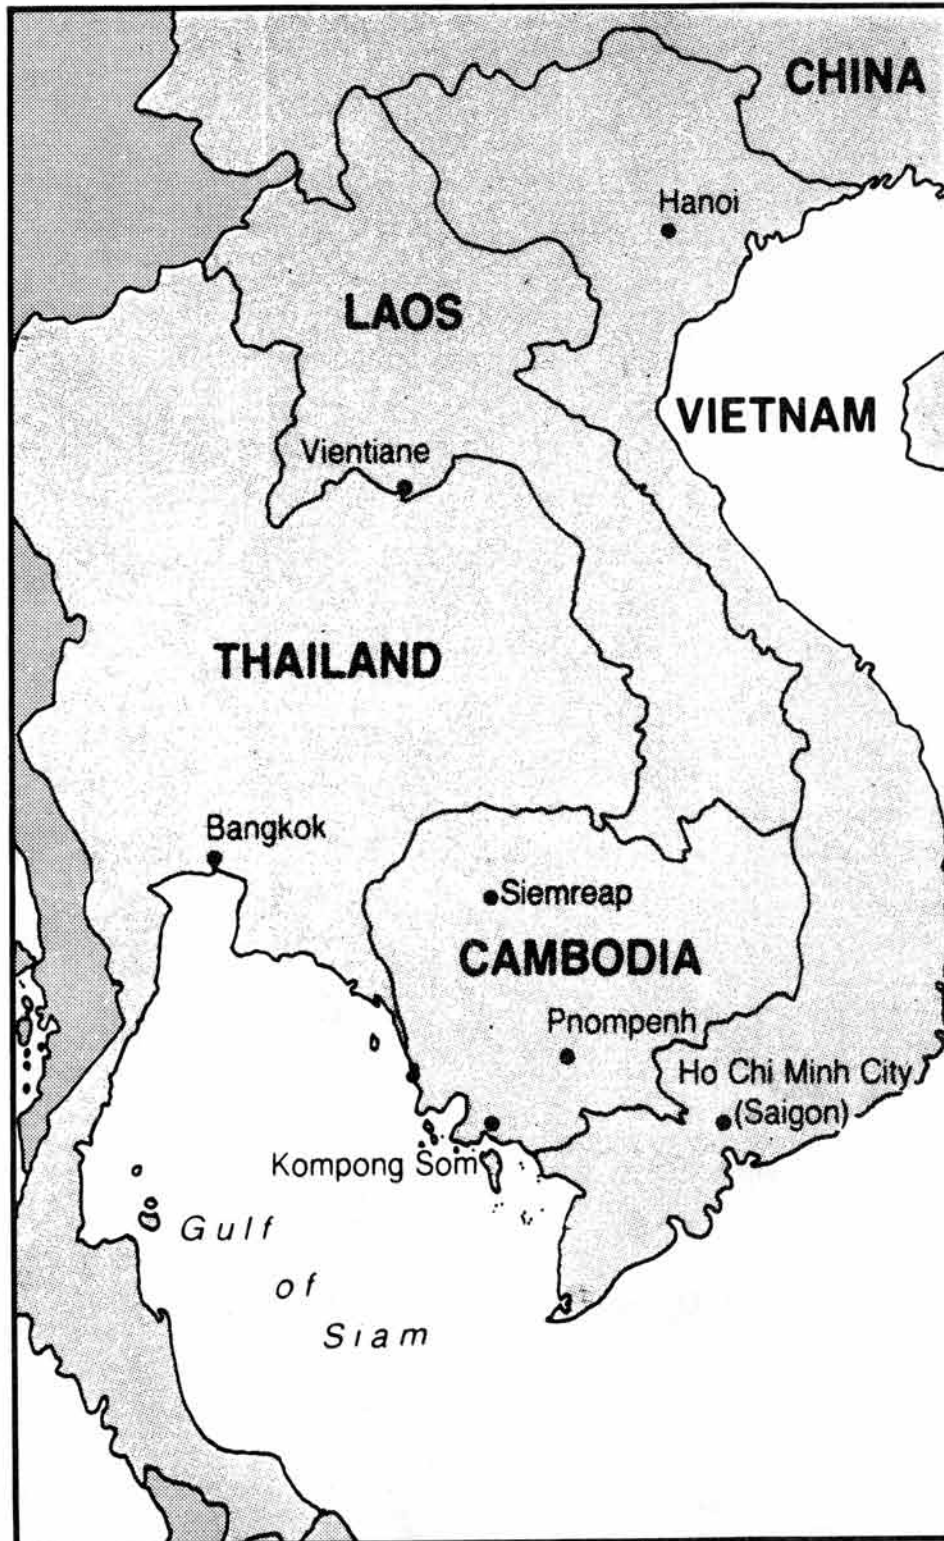 CHINA
Hanoi
LAOS
VIETNAM
Vientiane
THAILAND
Bangkok
Siemreap
CAMBODIA
Pnompenh
Ho Chi Minh City
(Saigon)
Kompong Som
Gulf
of
Siam